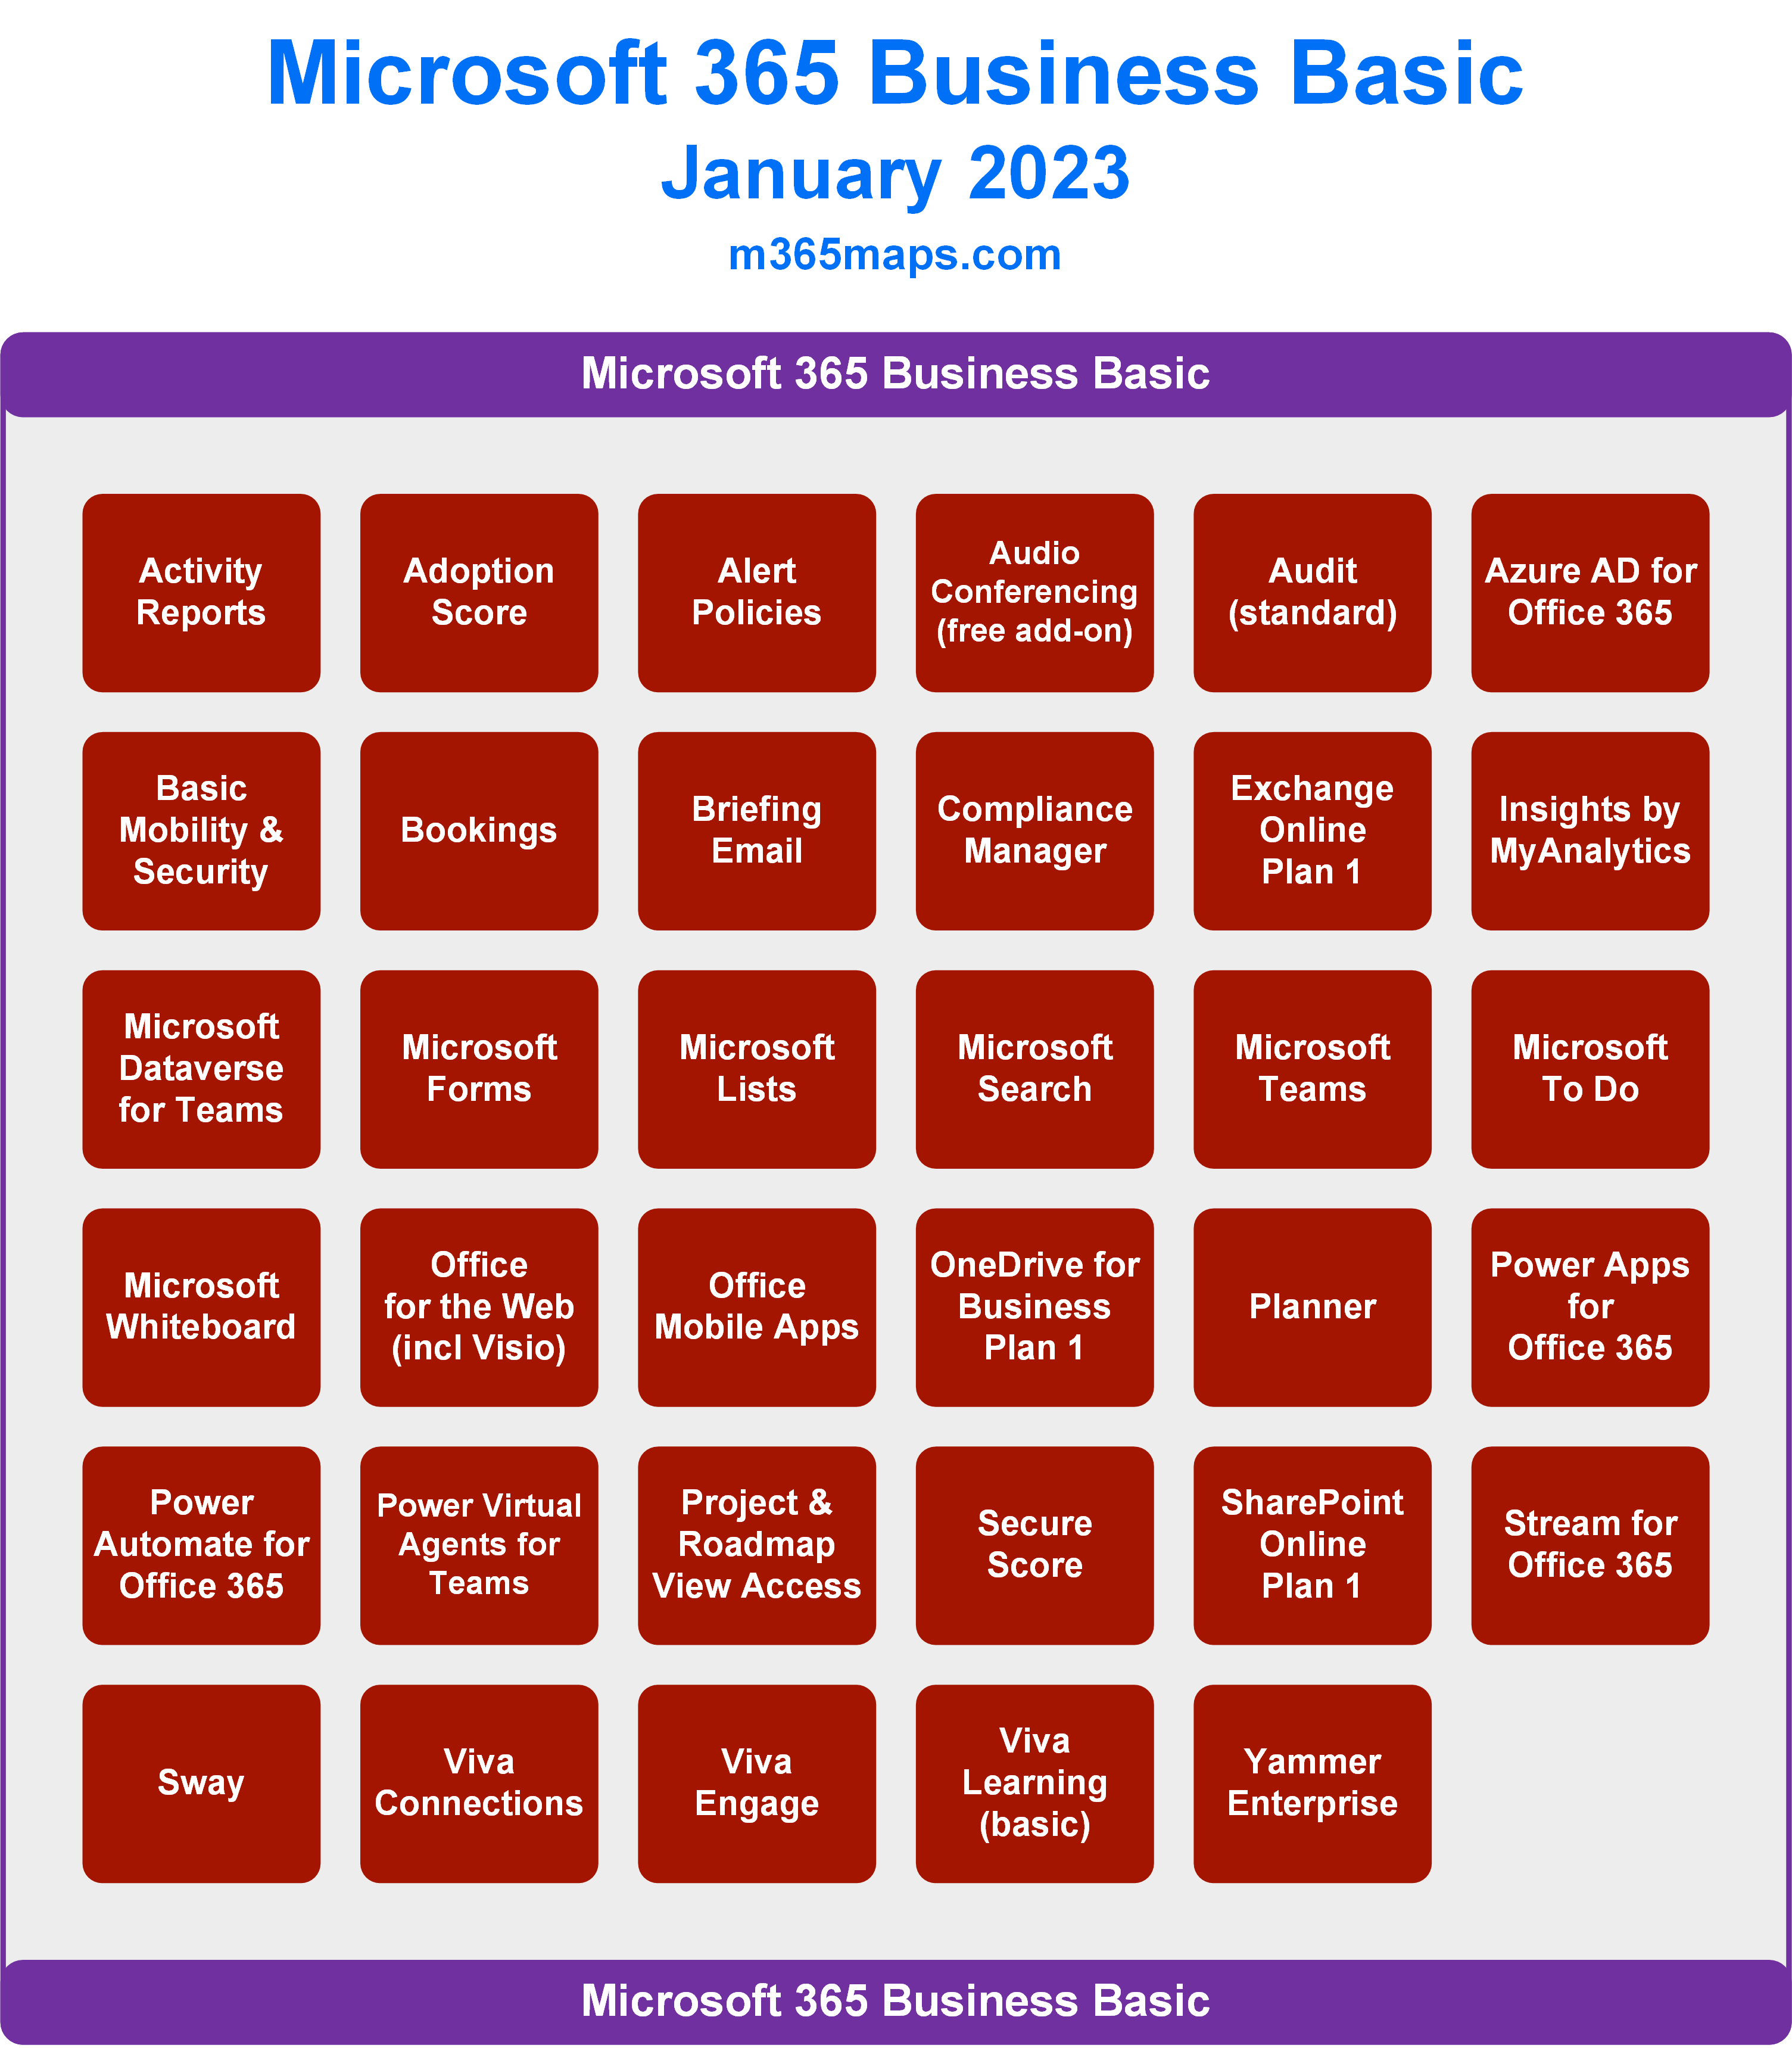 Microsoft 365 Business Basic
January 2023
m365maps.com
Microsoft 365 Business Basic
Activity
Reports
Adoption
Score
Alert
Policies
Audio
Conferencing
(free add-on)
Audit
(standard)
Azure AD for
Office 365
Basic
Mobility &
Security
Bookings
Briefing
Email
Compliance
Manager
Exchange
Online
Plan 1
Insights by
MyAnalytics
Microsoft
Dataverse
for Teams
Microsoft
Forms
Microsoft
Lists
Microsoft
Search
Microsoft
Teams
Microsoft
To Do
Microsoft
Whiteboard
Office
for the Web
(incl Visio)
Office
Mobile Apps
OneDrive for
Business
Plan 1
Planner
Power Apps
for
Office 365
Power
Automate for
Office 365
Power Virtual
Agents for
Teams
Project &
Roadmap
View Access
Secure
Score
SharePoint
Online
Plan 1
Stream for
Office 365
Sway
Viva
Connections
Viva
Engage
Viva
Learning
(basic)
Yammer
Enterprise
Microsoft 365 Business Basic